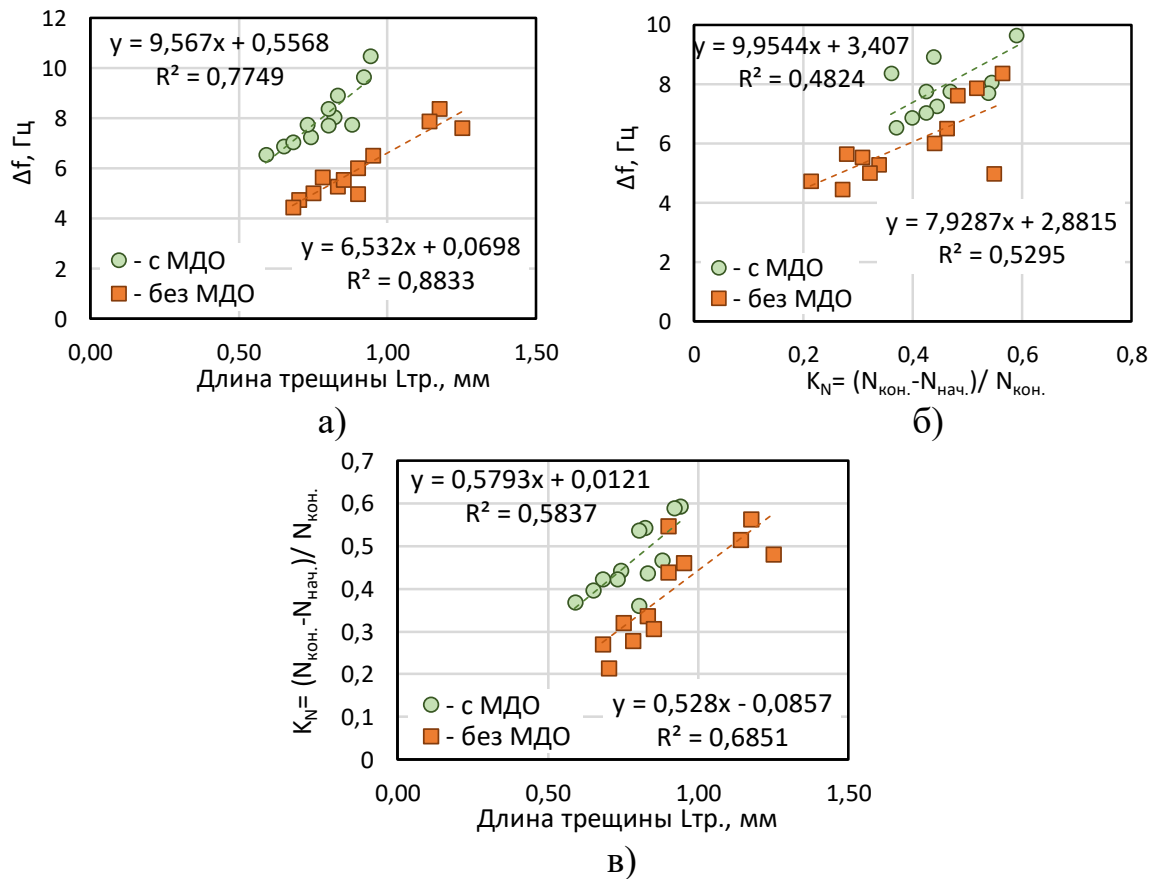 y = 9,567x + 0,5568
R² = 0,7749
y = 6,532x + 0,0698
R² = 0,8833
- с МДО
- без МДО
Δf, Гц
12
10
8
6
4
2
0
0,00 0,50 1,00 1,50
Длина трещины Lтр., мм
а)
y = 9,9544x + 3,407
R² = 0,4824
y = 7,9287x + 2,8815
R² = 0,5295
- с МДО
- без МДО
Δf, Гц
10
8
6
4
2
0
0 0,2 0,4 0,6 0,8
K_N= (N_кон.-N_нач.)/ N_кон.
б)
y = 0,5793x + 0,0121
R² = 0,5837
y = 0,528x - 0,0857
R² = 0,6851
- с МДО
- без МДО
K_N= (N_кон.-N_нач.)/ N_кон.
0,7
0,6
0,5
0,4
0,3
0,2
0,1
0
0,00 0,50 1,00 1,50
Длина трещины Lтр., мм
в)